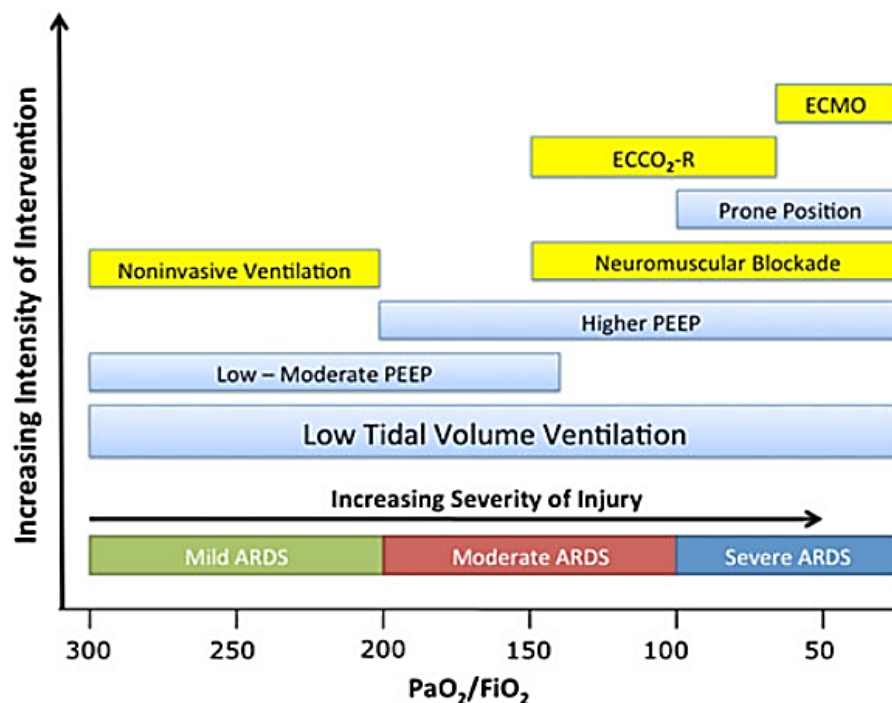 Increasing Intensity of Intervention
ECMO
ECCO₂-R
Prone Position
Noninvasive Ventilation
Neuromuscular Blockade
Higher PEEP
Low – Moderate PEEP
Low Tidal Volume Ventilation
Increasing Severity of Injury
Mild ARDS
Moderate ARDS
Severe ARDS
300
250
200
150
100
50
PaO₂/FiO₂